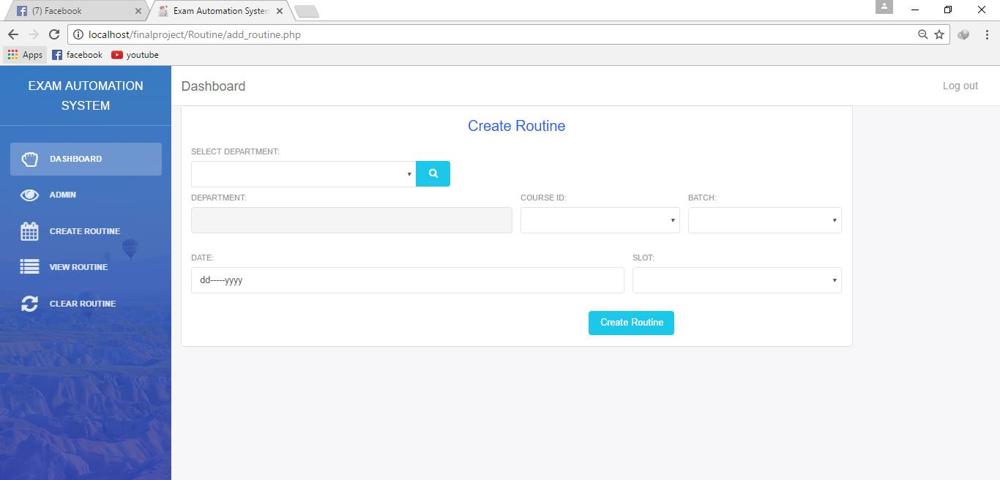 (7) Facebook
Exam Automation System
localhost/finalproject/Routine/add_routine.php
Apps
facebook
youtube
EXAM AUTOMATION
SYSTEM
Dashboard
Log out
DASHBOARD
ADMIN
CREATE ROUTINE
VIEW ROUTINE
CLEAR ROUTINE
Create Routine
SELECT DEPARTMENT:
DEPARTMENT:
COURSE ID:
BATCH:
DATE:
SLOT:
dd-----yyyy
Create Routine